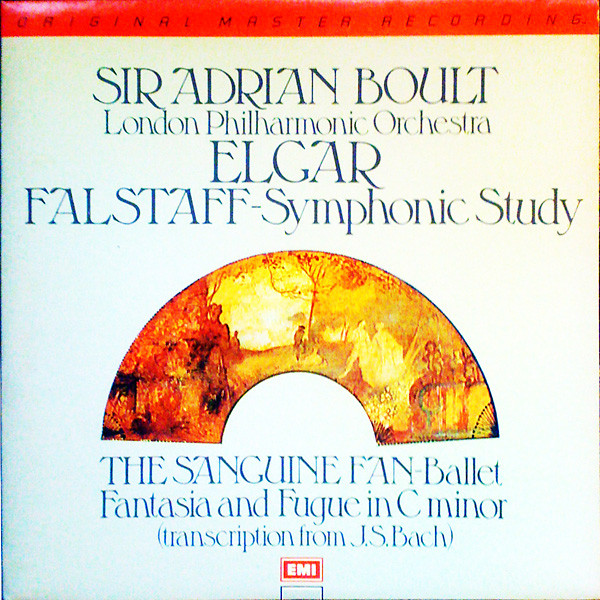 ORIGINAL MASTER RECORDING
SIR ADRIAN BOULT
London Philharmonic Orchestra
ELGAR
FALSTAFF-Symphonic Study
THE SANGUINE FAN-Ballet
Fantasia and Fugue in C minor
(transcription from J.S.Bach)
EMI